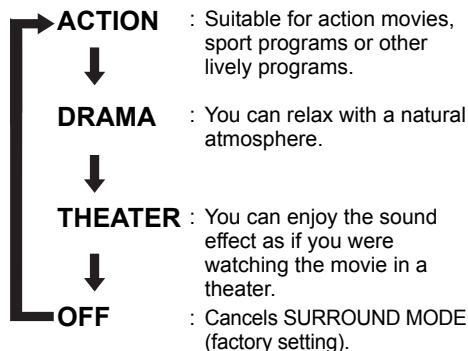 ACTION : Suitable for action movies,
sport programs or other
lively programs.
DRAMA : You can relax with a natural
atmosphere.
THEATER : You can enjoy the sound
effect as if you were
watching the movie in a
theater.
OFF : Cancels SURROUND MODE
(factory setting).